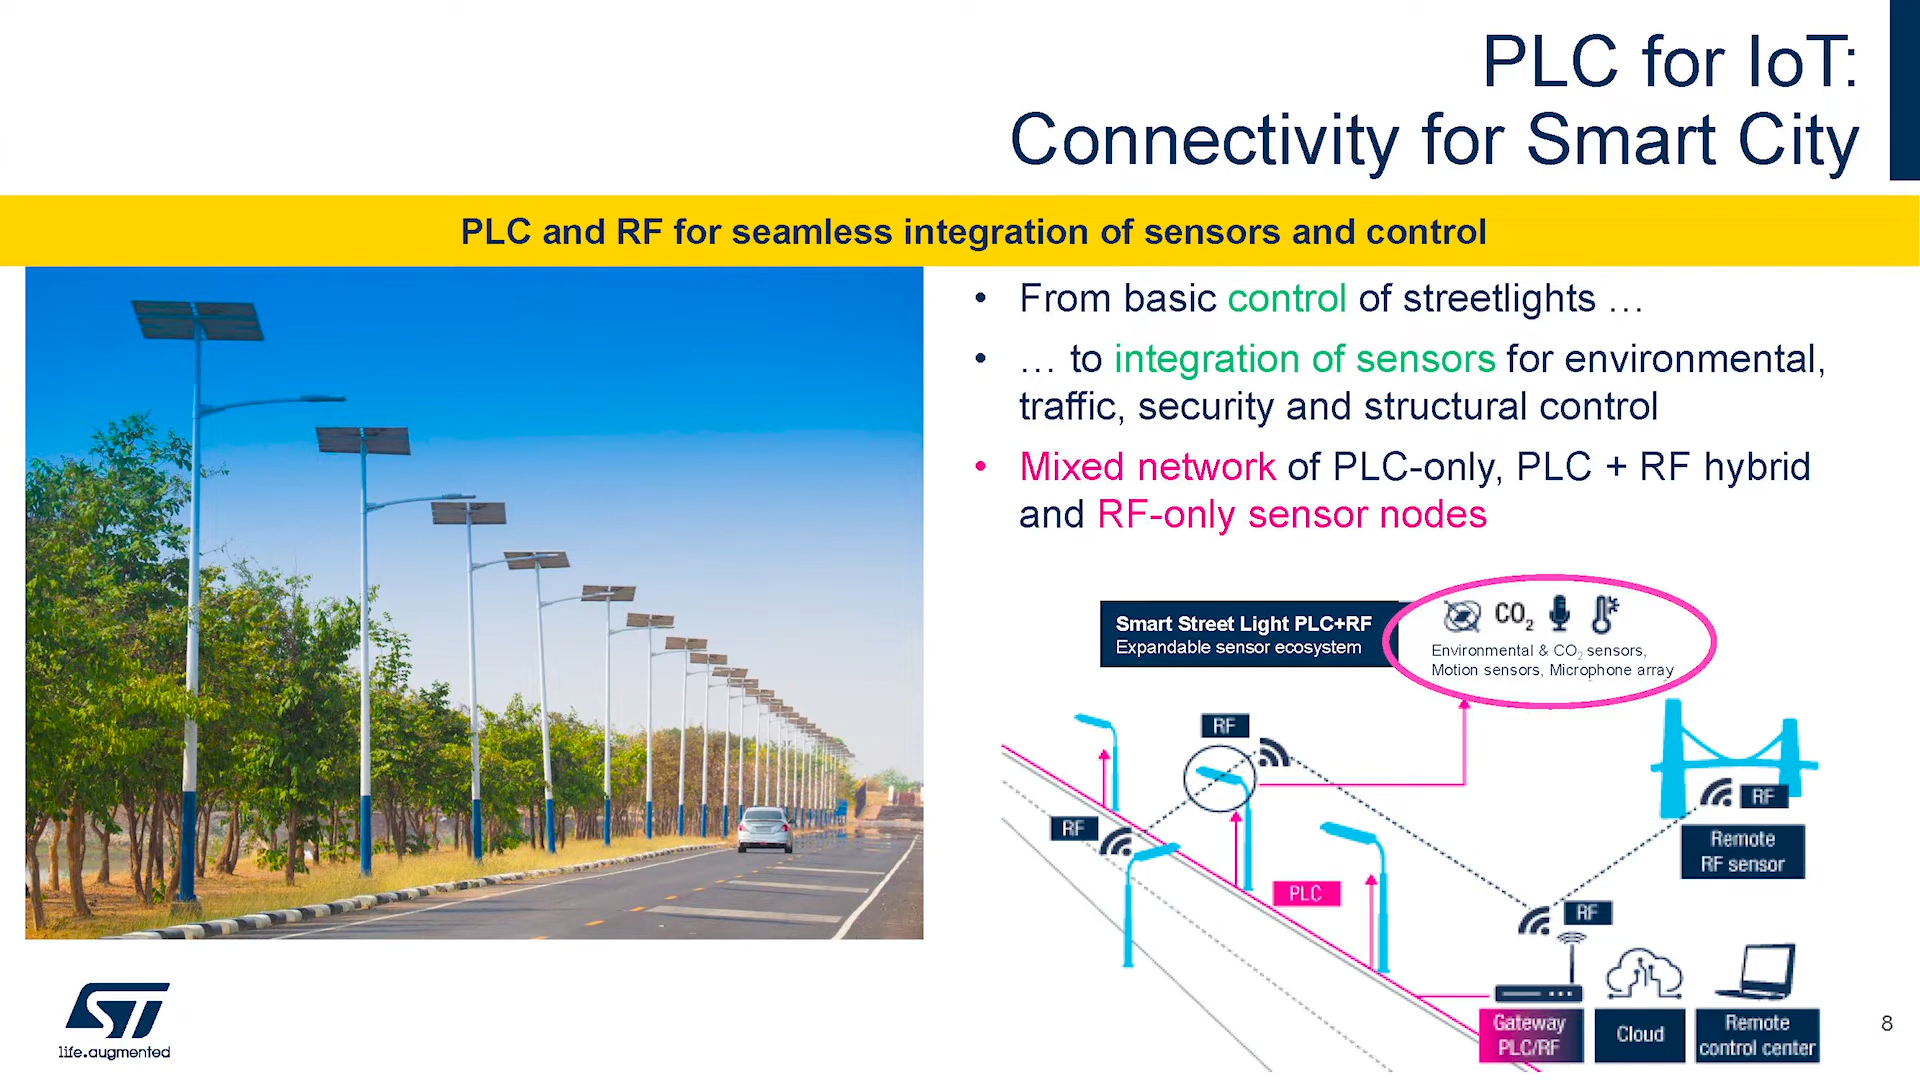 PLC for IoT:
Connectivity for Smart City
PLC and RF for seamless integration of sensors and control
• From basic control of streetlights …
• … to integration of sensors for environmental,
traffic, security and structural control
• Mixed network of PLC-only, PLC + RF hybrid
and RF-only sensor nodes
Smart Street Light PLC+RF
Expandable sensor ecosystem
CO₂
Environmental & CO₂ sensors,
Motion sensors, Microphone array
RF
RF
RF
Remote
RF sensor
PLC
RF
Gateway
PLC/RF
Cloud
Remote
control center
ST
life.augmented
8